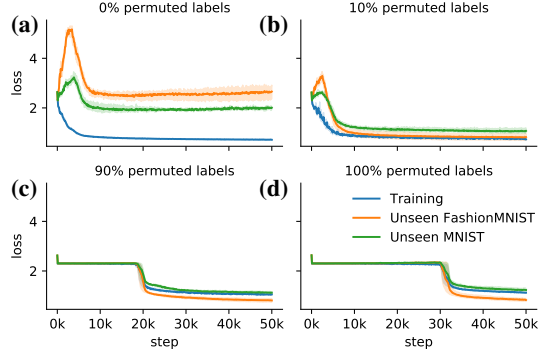 (a) 0% permuted labels
(b) 10% permuted labels
loss
4
2
(c) 90% permuted labels
(d) 100% permuted labels
loss
4
2
Training
Unseen FashionMNIST
Unseen MNIST
0k 10k 20k 30k 40k 50k
0k 10k 20k 30k 40k 50k
step
step